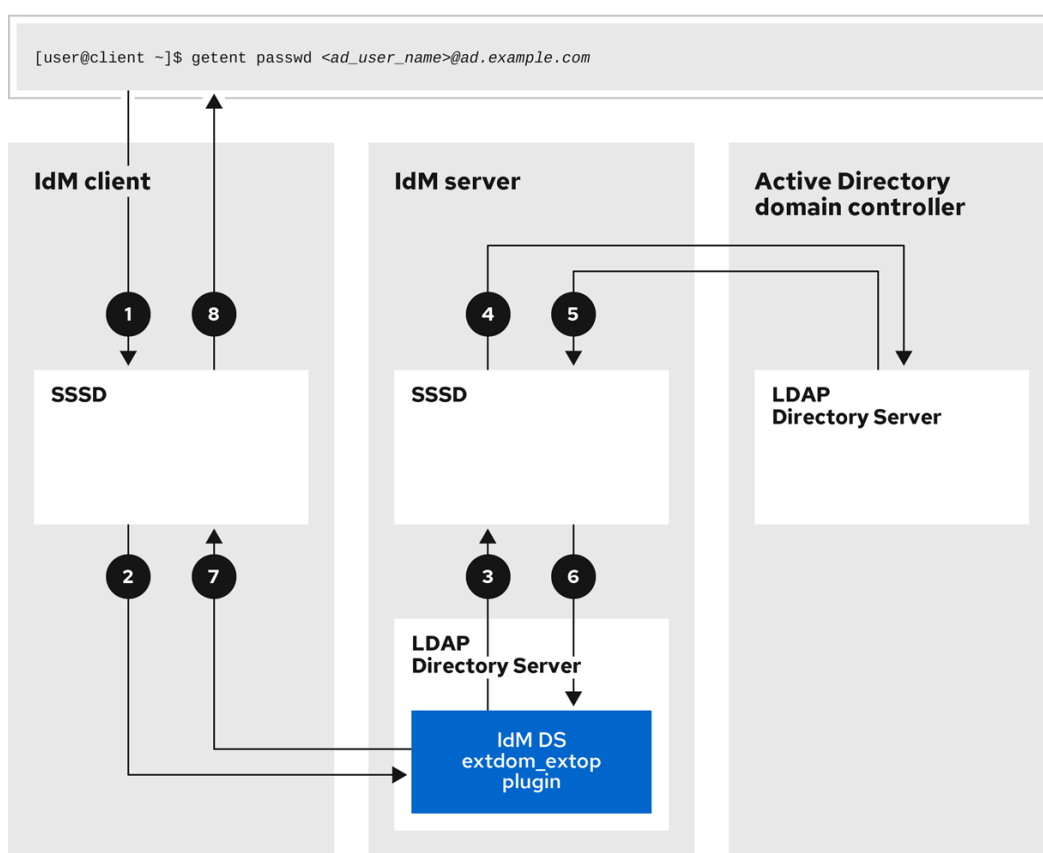 [user@client ~]$ getent passwd <ad_user_name>@ad.example.com
IdM client
IdM server
Active Directory
domain controller
1
8
4
5
SSSD
SSSD
LDAP
Directory Server
2
7
3
6
LDAP
Directory Server
IdM DS
extdom_extop
plugin